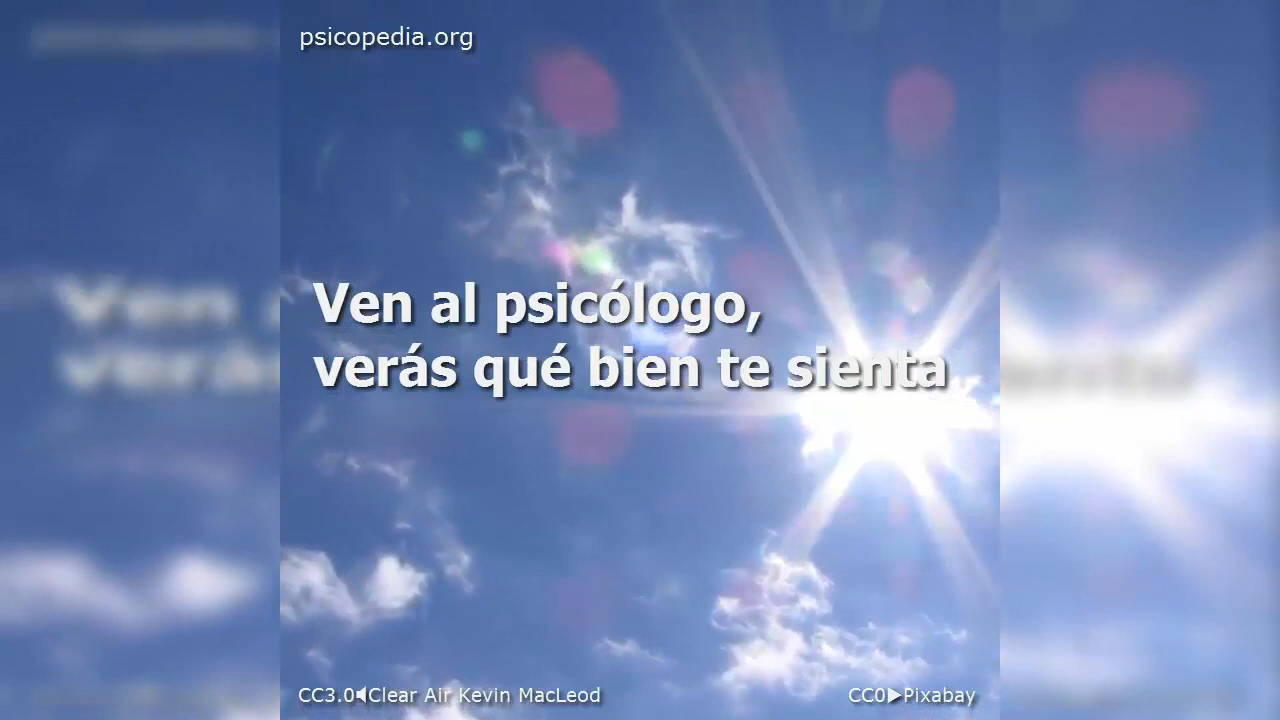 psicopedia.org
Ven al psicólogo,
verás qué bien te sienta
CC3.0◀Clear Air Kevin MacLeod
CC0▶Pixabay